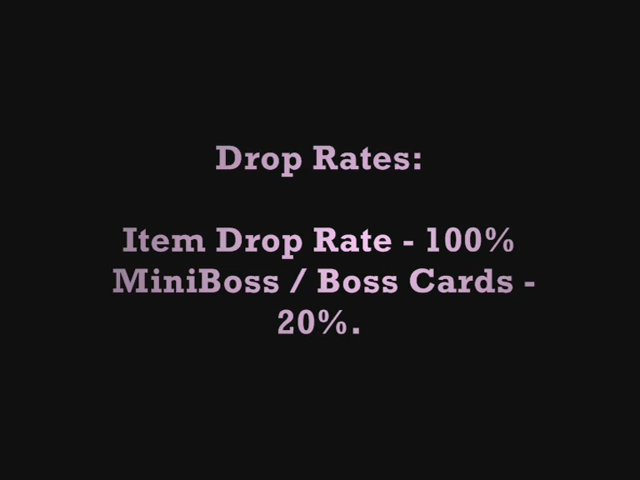 Drop Rates:
Item Drop Rate - 100%
MiniBoss / Boss Cards -
20%.